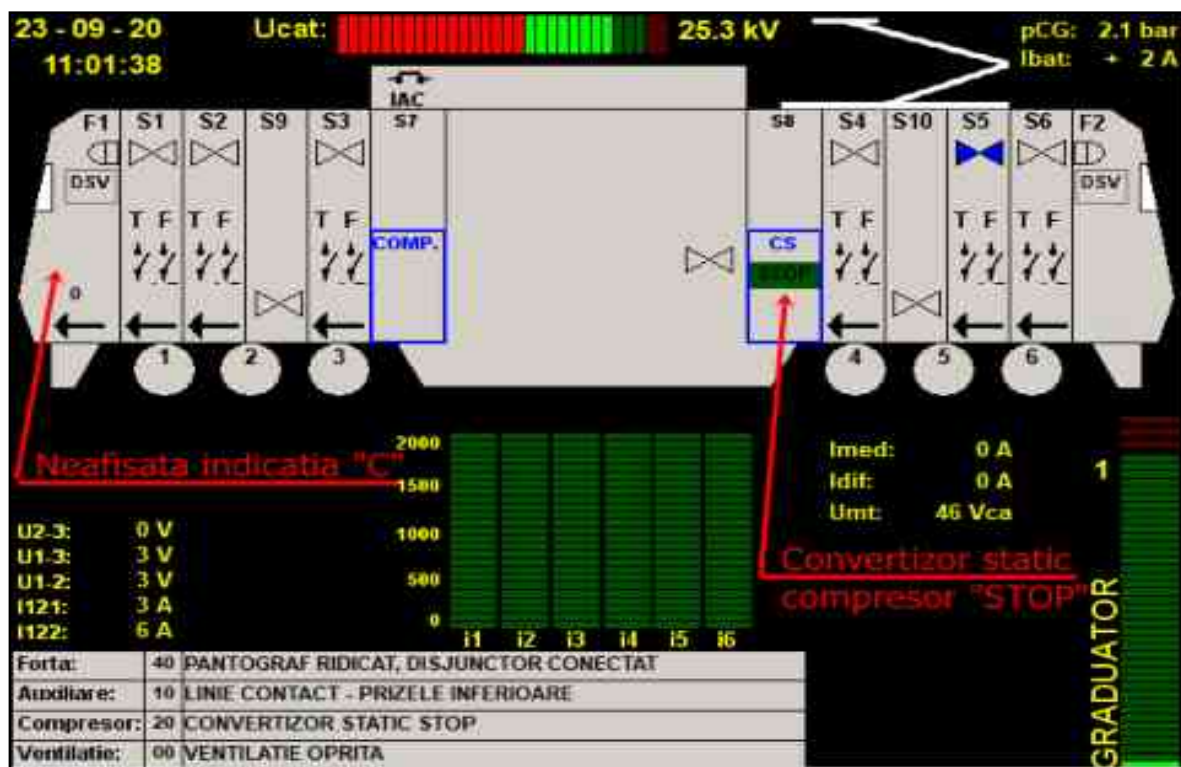 23 - 09 - 20 Ucat: 25.3 kV pCG: 2.1 bar
11:01:38 Ibat: + 2 A
IAC
F1 S1 S2 S9 S3 S7 S8 S4 S10 S5 S6 F2
DSV DSV
T F T F T F T F T F T F
COMP. CS
STOP
0
1 2 3 4 5 6
2000 Imed: 0 A
Neafisata indicatia "C" 1
1500 Idif: 0 A
Umt: 46 Vca
U2-3: 0 V 1000
U1-3: 3 V Convertizor static
U1-2: 3 V 500 compresor "STOP"
I121: 3 A
I122: 6 A 0
i1 i2 i3 i4 i5 i6
GRADUATOR
Forta: 40 PANTOGRAF RIDICAT, DISJUNCTOR CONECTAT
Auxiliare: 10 LINIE CONTACT - PRIZELE INFERIOARE
Compresor: 20 CONVERTIZOR STATIC STOP
Ventilatie: 00 VENTILATIE OPRITA